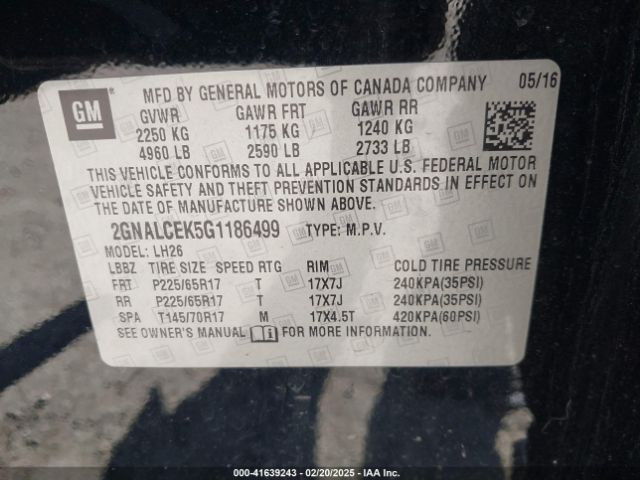 GM
MFD BY GENERAL MOTORS OF CANADA COMPANY 05/16
GVWR GAWR FRT GAWR RR
2250 KG 1175 KG 1240 KG
4960 LB 2590 LB 2733 LB
THIS VEHICLE CONFORMS TO ALL APPLICABLE U.S. FEDERAL MOTOR
VEHICLE SAFETY AND THEFT PREVENTION STANDARDS IN EFFECT ON
THE DATE OF MANUFACTURE SHOWN ABOVE.
2GNALCEK5G1186499 TYPE: M.P.V.
MODEL: LH26
LBBZ TIRE SIZE SPEED RTG RIM COLD TIRE PRESSURE
FRT P225/65R17 T 17X7J 240KPA(35PSI)
RR P225/65R17 T 17X7J 240KPA(35PSI)
SPA T145/70R17 M 17X4.5T 420KPA(60PSI)
SEE OWNER'S MANUAL FOR MORE INFORMATION.
000-41639243 — 02/20/2025 — IAA Inc.